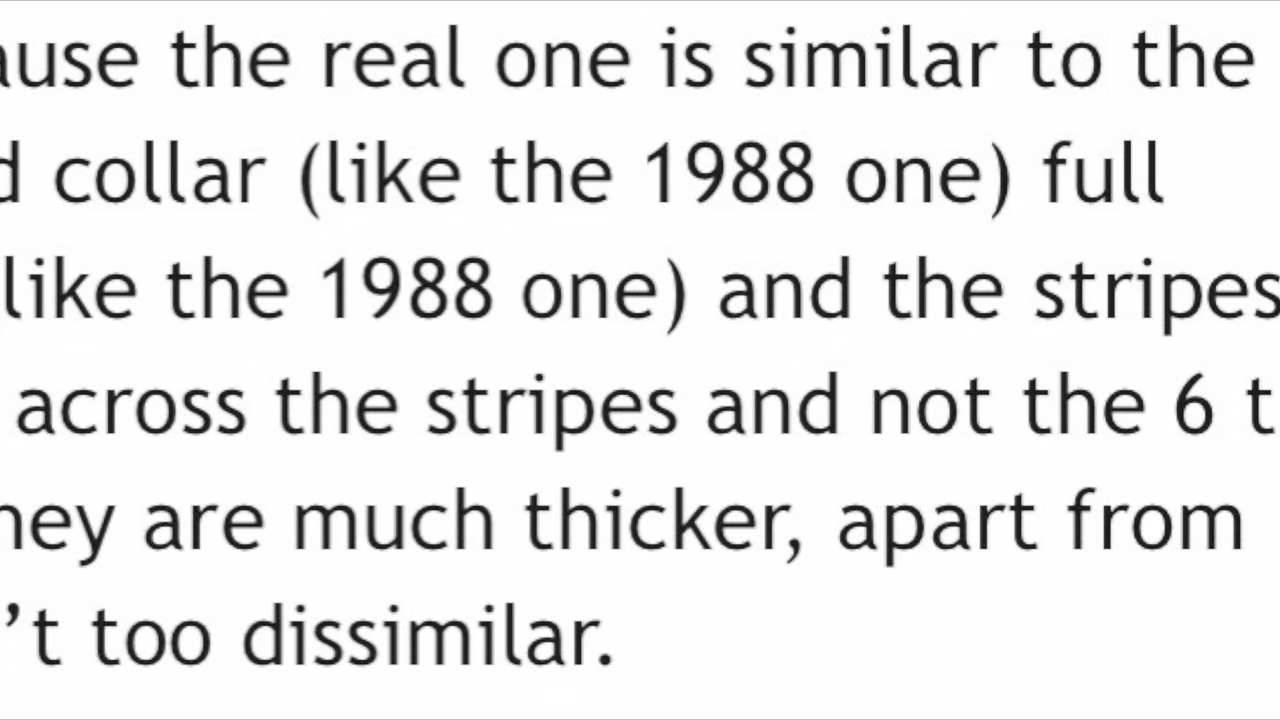 ause the real one is similar to the
d collar (like the 1988 one) full
like the 1988 one) and the stripes
across the stripes and not the 6 t
hey are much thicker, apart from
’t too dissimilar.